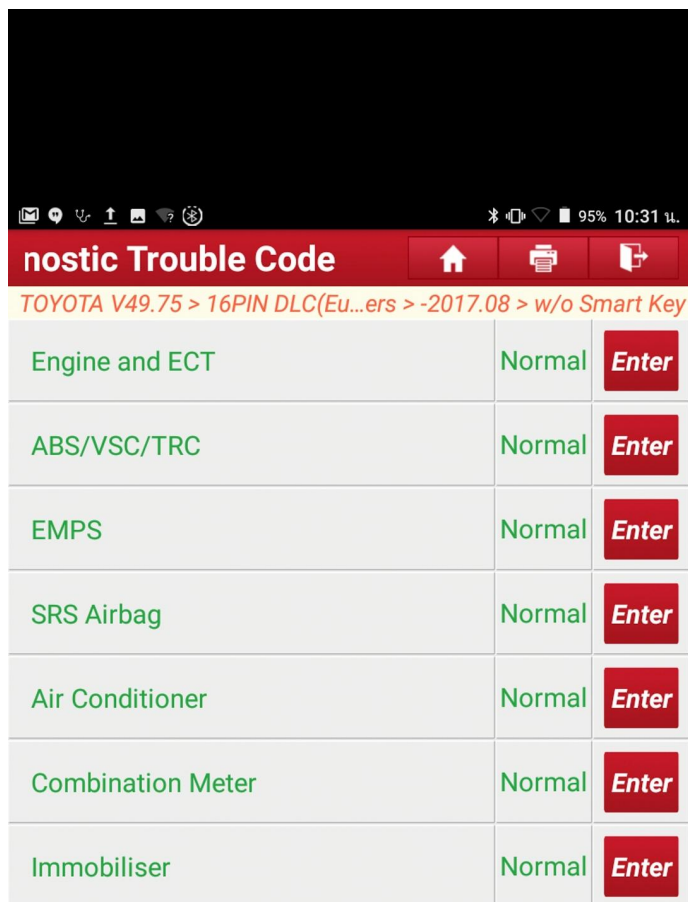 95% 10:31 น.
nostic Trouble Code
TOYOTA V49.75 > 16PIN DLC(Eu...ers > -2017.08 > w/o Smart Key
Engine and ECT Normal Enter
ABS/VSC/TRC Normal Enter
EMPS Normal Enter
SRS Airbag Normal Enter
Air Conditioner Normal Enter
Combination Meter Normal Enter
Immobiliser Normal Enter